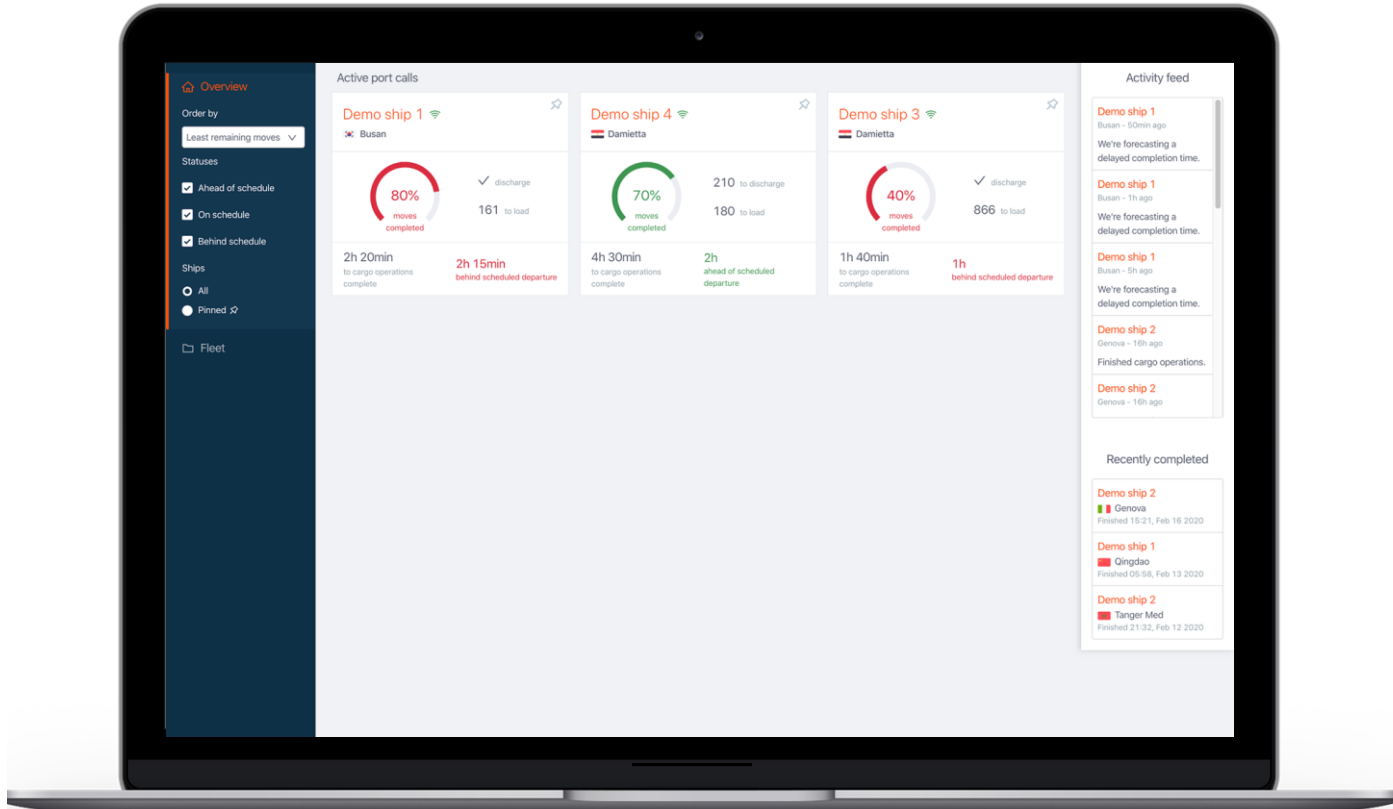 Overview
Order by
Least remaining moves
Statuses
Ahead of schedule
On schedule
Behind schedule
Ships
All
Pinned
Fleet
Active port calls
Demo ship 1
Busan
80%
moves
completed
discharge
161 to load
2h 20min
to cargo operations
complete
2h 15min
behind scheduled departure
Demo ship 4
Damietta
70%
moves
completed
210 to discharge
180 to load
4h 30min
to cargo operations
complete
2h
ahead of scheduled
departure
Demo ship 3
Damietta
40%
moves
completed
discharge
866 to load
1h 40min
to cargo operations
complete
1h
behind scheduled departure
Activity feed
Demo ship 1
Busan - 50min ago
We're forecasting a
delayed completion time.
Demo ship 1
Busan - 1h ago
We're forecasting a
delayed completion time.
Demo ship 1
Busan - 5h ago
We're forecasting a
delayed completion time.
Demo ship 2
Genova - 16h ago
Finished cargo operations.
Demo ship 2
Genova - 16h ago
Recently completed
Demo ship 2
Genova
Finished 15:21, Feb 16 2020
Demo ship 1
Qingdao
Finished 05:58, Feb 13 2020
Demo ship 2
Tanger Med
Finished 21:32, Feb 12 2020